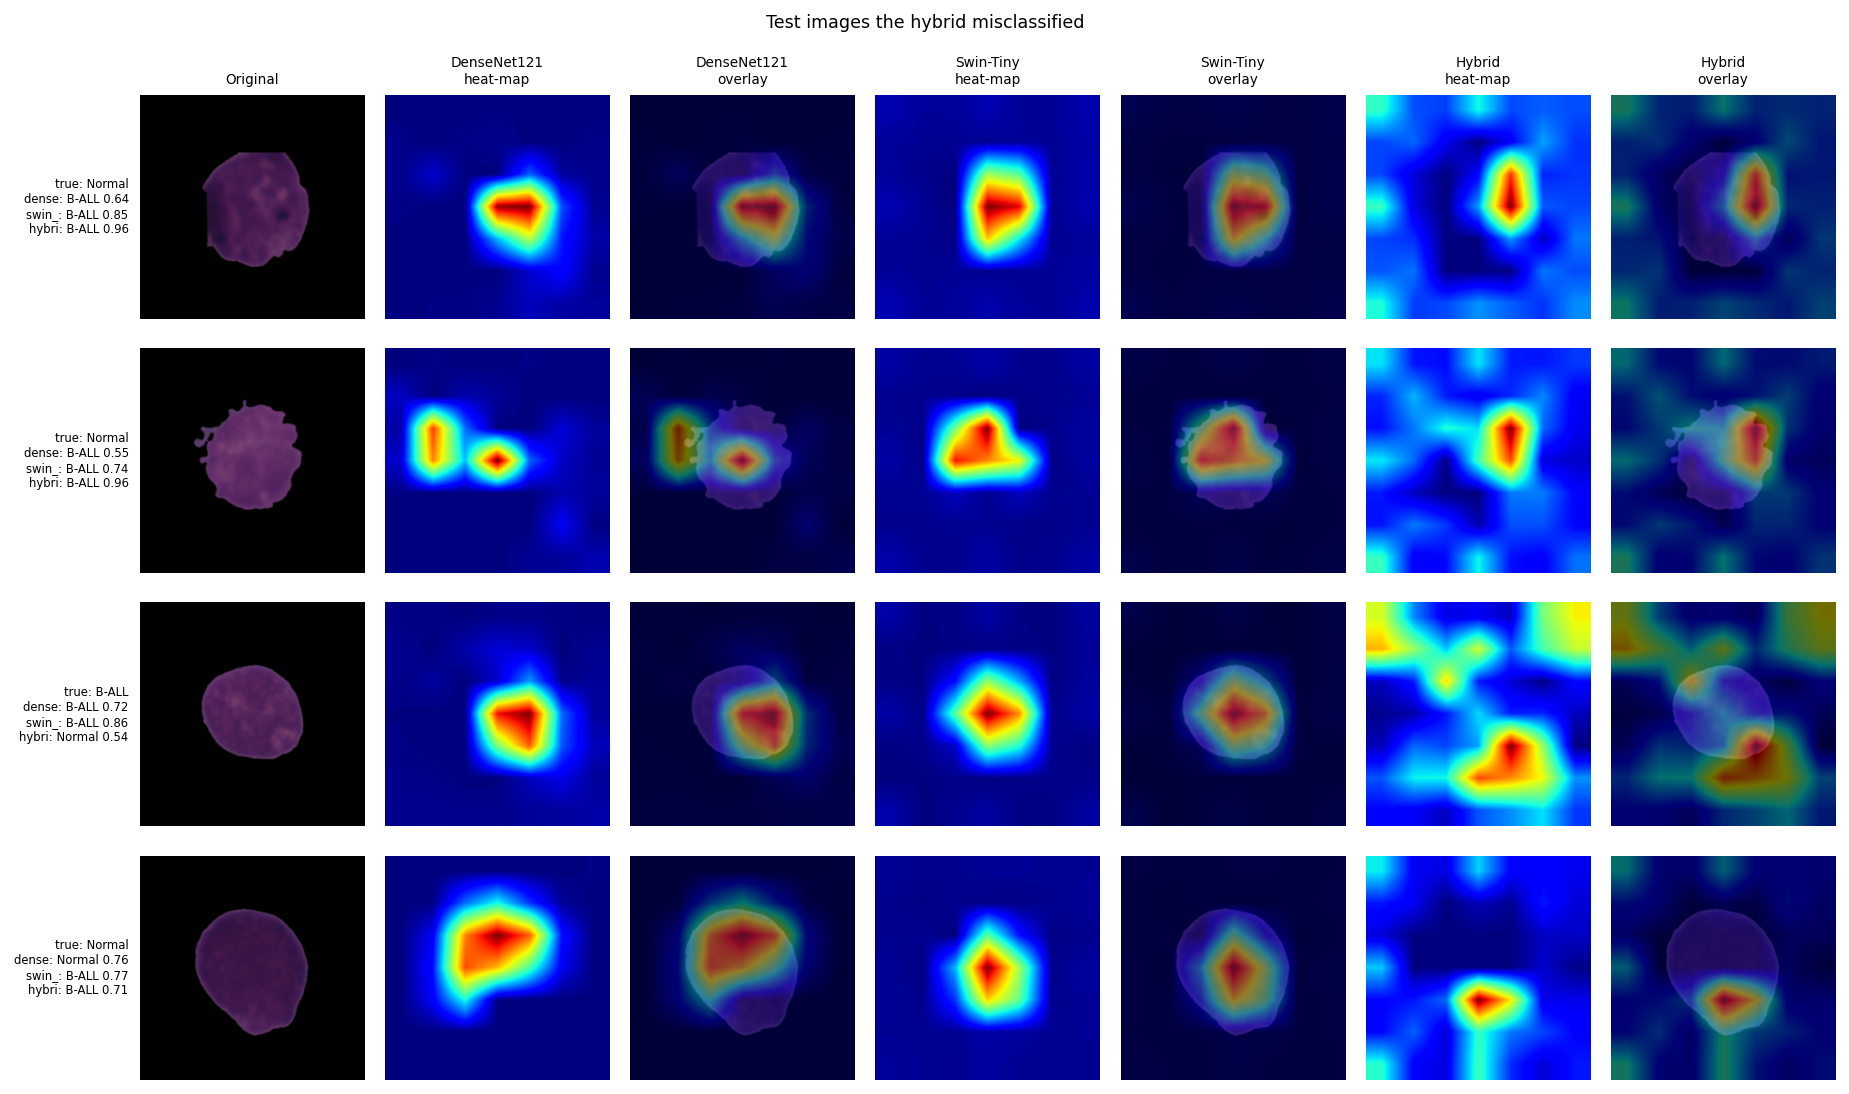 Test images the hybrid misclassified
Original
DenseNet121
heat-map
DenseNet121
overlay
Swin-Tiny
heat-map
Swin-Tiny
overlay
Hybrid
heat-map
Hybrid
overlay
true: Normal
dense: B-ALL 0.64
swin_: B-ALL 0.85
hybri: B-ALL 0.96
true: Normal
dense: B-ALL 0.55
swin_: B-ALL 0.74
hybri: B-ALL 0.96
true: B-ALL
dense: B-ALL 0.72
swin_: B-ALL 0.86
hybri: Normal 0.54
true: Normal
dense: Normal 0.76
swin_: B-ALL 0.77
hybri: B-ALL 0.71